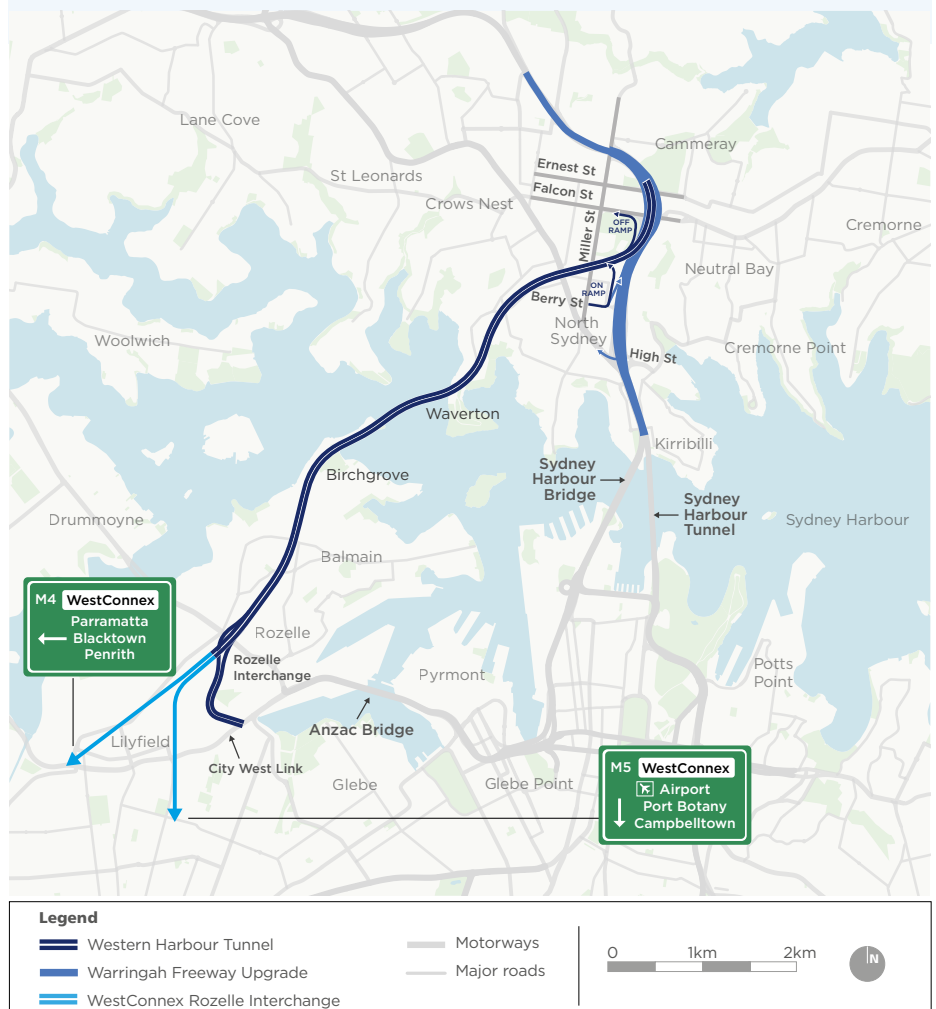 Lane Cove
St Leonards
Crows Nest
Cammeray
Ernest St
Falcon St
Miller St
OFF
RAMP
Cremorne
Neutral Bay
ON
RAMP
Berry St
North
Sydney
High St
Cremorne Point
Woolwich
Waverton
Kirribilli
Birchgrove
Sydney
Harbour
Bridge
Sydney
Harbour
Tunnel
Sydney Harbour
Drummoyne
Balmain
M4 WestConnex
Parramatta
Blacktown
Penrith
Rozelle
Rozelle
Interchange
Pyrmont
Potts
Point
Anzac Bridge
Lilyfield
City West Link
Glebe
Glebe Point
M5 WestConnex
Airport
Port Botany
Campbelltown
Legend
Western Harbour Tunnel
Warringah Freeway Upgrade
WestConnex Rozelle Interchange
Motorways
Major roads
0 1km 2km
N